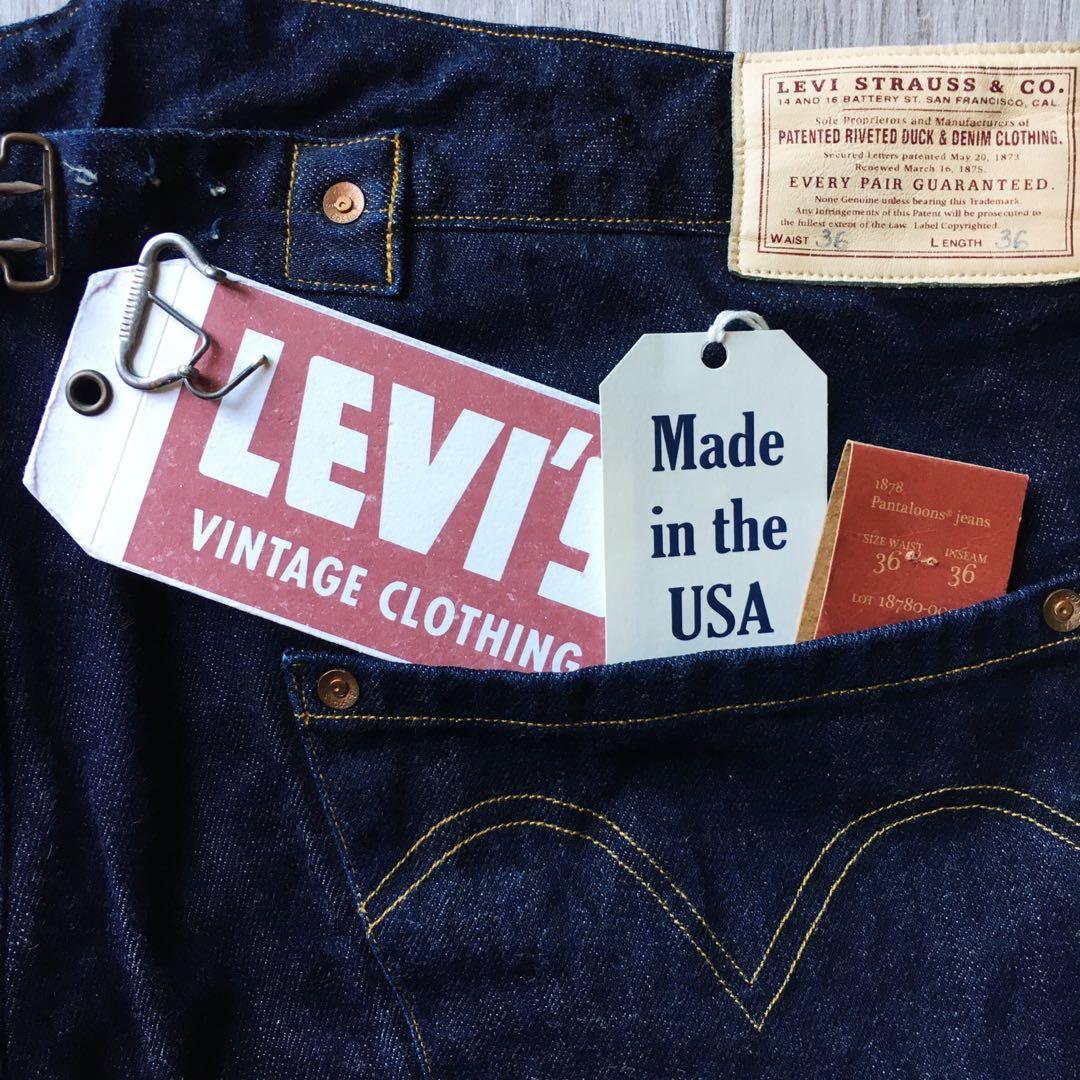 LEVI STRAUSS & CO.
14 AND 16 BATTERY ST. SAN FRANCISCO, CAL.
Sole Proprietors and Manufacturers of
PATENTED RIVETED DUCK & DENIM CLOTHING.
Secured Letters patented May 20, 1873
Renewed March 16, 1875.
EVERY PAIR GUARANTEED.
None Genuine unless bearing this Trademark.
Any Infringements of this Patent will be prosecuted to
the fullest extent of the Law. Label Copyrighted.
WAIST 36 LENGTH 36
LEVI'S
VINTAGE CLOTHING
Made
in the
USA
1878
Pantaloons® jeans
SIZE WAIST INSEAM
36 36
LOT 18780-00